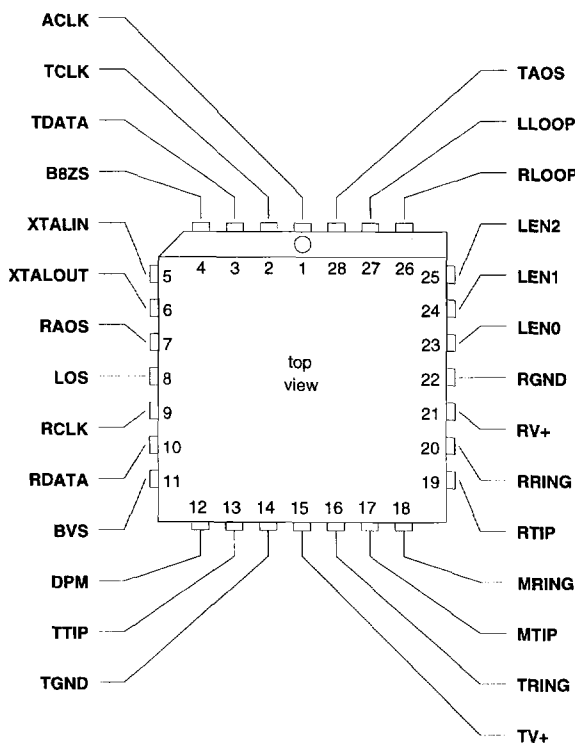 ACLK
TCLK
TDATA
B8ZS
XTALIN
XTALOUT
RAOS
LOS
RCLK
RDATA
BVS
DPM
TTIP
TGND
TAOS
LLOOP
RLOOP
LEN2
LEN1
LEN0
RGND
RV+
RRING
RTIP
MRING
MTIP
TRING
TV+
4 3 2 1 28 27 26
5
6
7
8
9
10
11
25
24
23
22
21
20
19
top
view
12 13 14 15 16 17 18